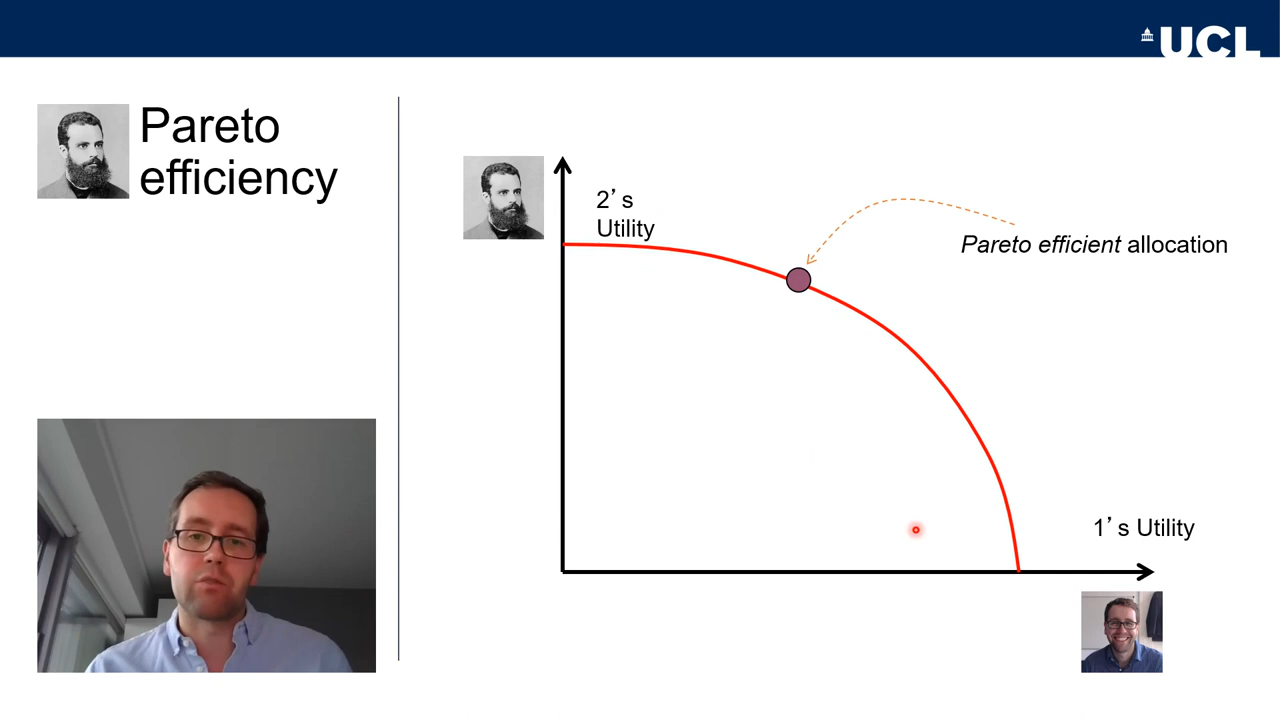 UCL
Pareto
efficiency
2’s
Utility
Pareto efficient allocation
1’s Utility